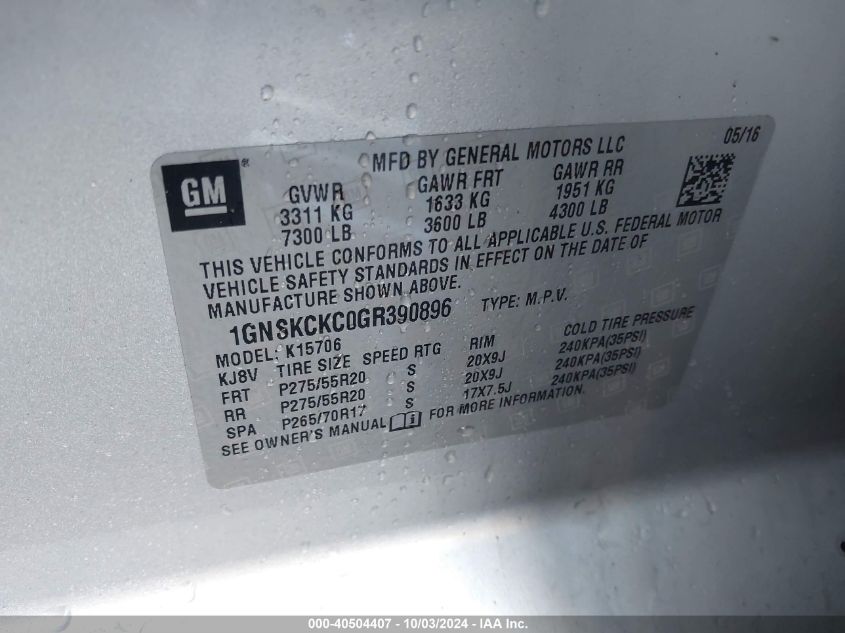 05/16
GM ® MFD BY GENERAL MOTORS LLC
GVWR GAWR FRT GAWR RR
3311 KG 1633 KG 1951 KG
7300 LB 3600 LB 4300 LB
THIS VEHICLE CONFORMS TO ALL APPLICABLE U.S. FEDERAL MOTOR
VEHICLE SAFETY STANDARDS IN EFFECT ON THE DATE OF
MANUFACTURE SHOWN ABOVE.
1GNSKCKC0GR390896 TYPE: M.P.V.
MODEL: K15706
KJ8V TIRE SIZE SPEED RTG RIM COLD TIRE PRESSURE
FRT P275/55R20 S 20X9J 240KPA(35PSI)
RR P275/55R20 S 20X9J 240KPA(35PSI)
SPA P265/70R17 S 17X7.5J 240KPA(35PSI)
SEE OWNER'S MANUAL i FOR MORE INFORMATION.
000-40504407 - 10/03/2024 - IAA Inc.